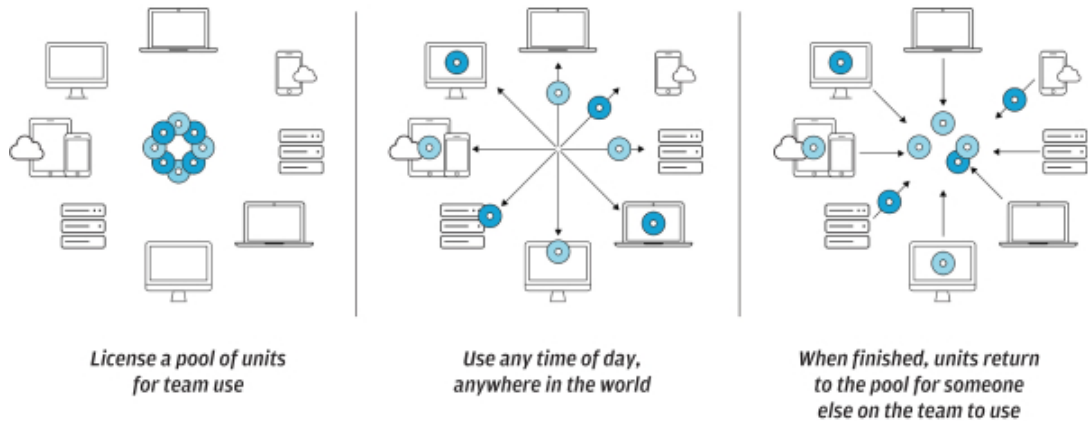 License a pool of units
for team use
Use any time of day,
anywhere in the world
When finished, units return
to the pool for someone
else on the team to use